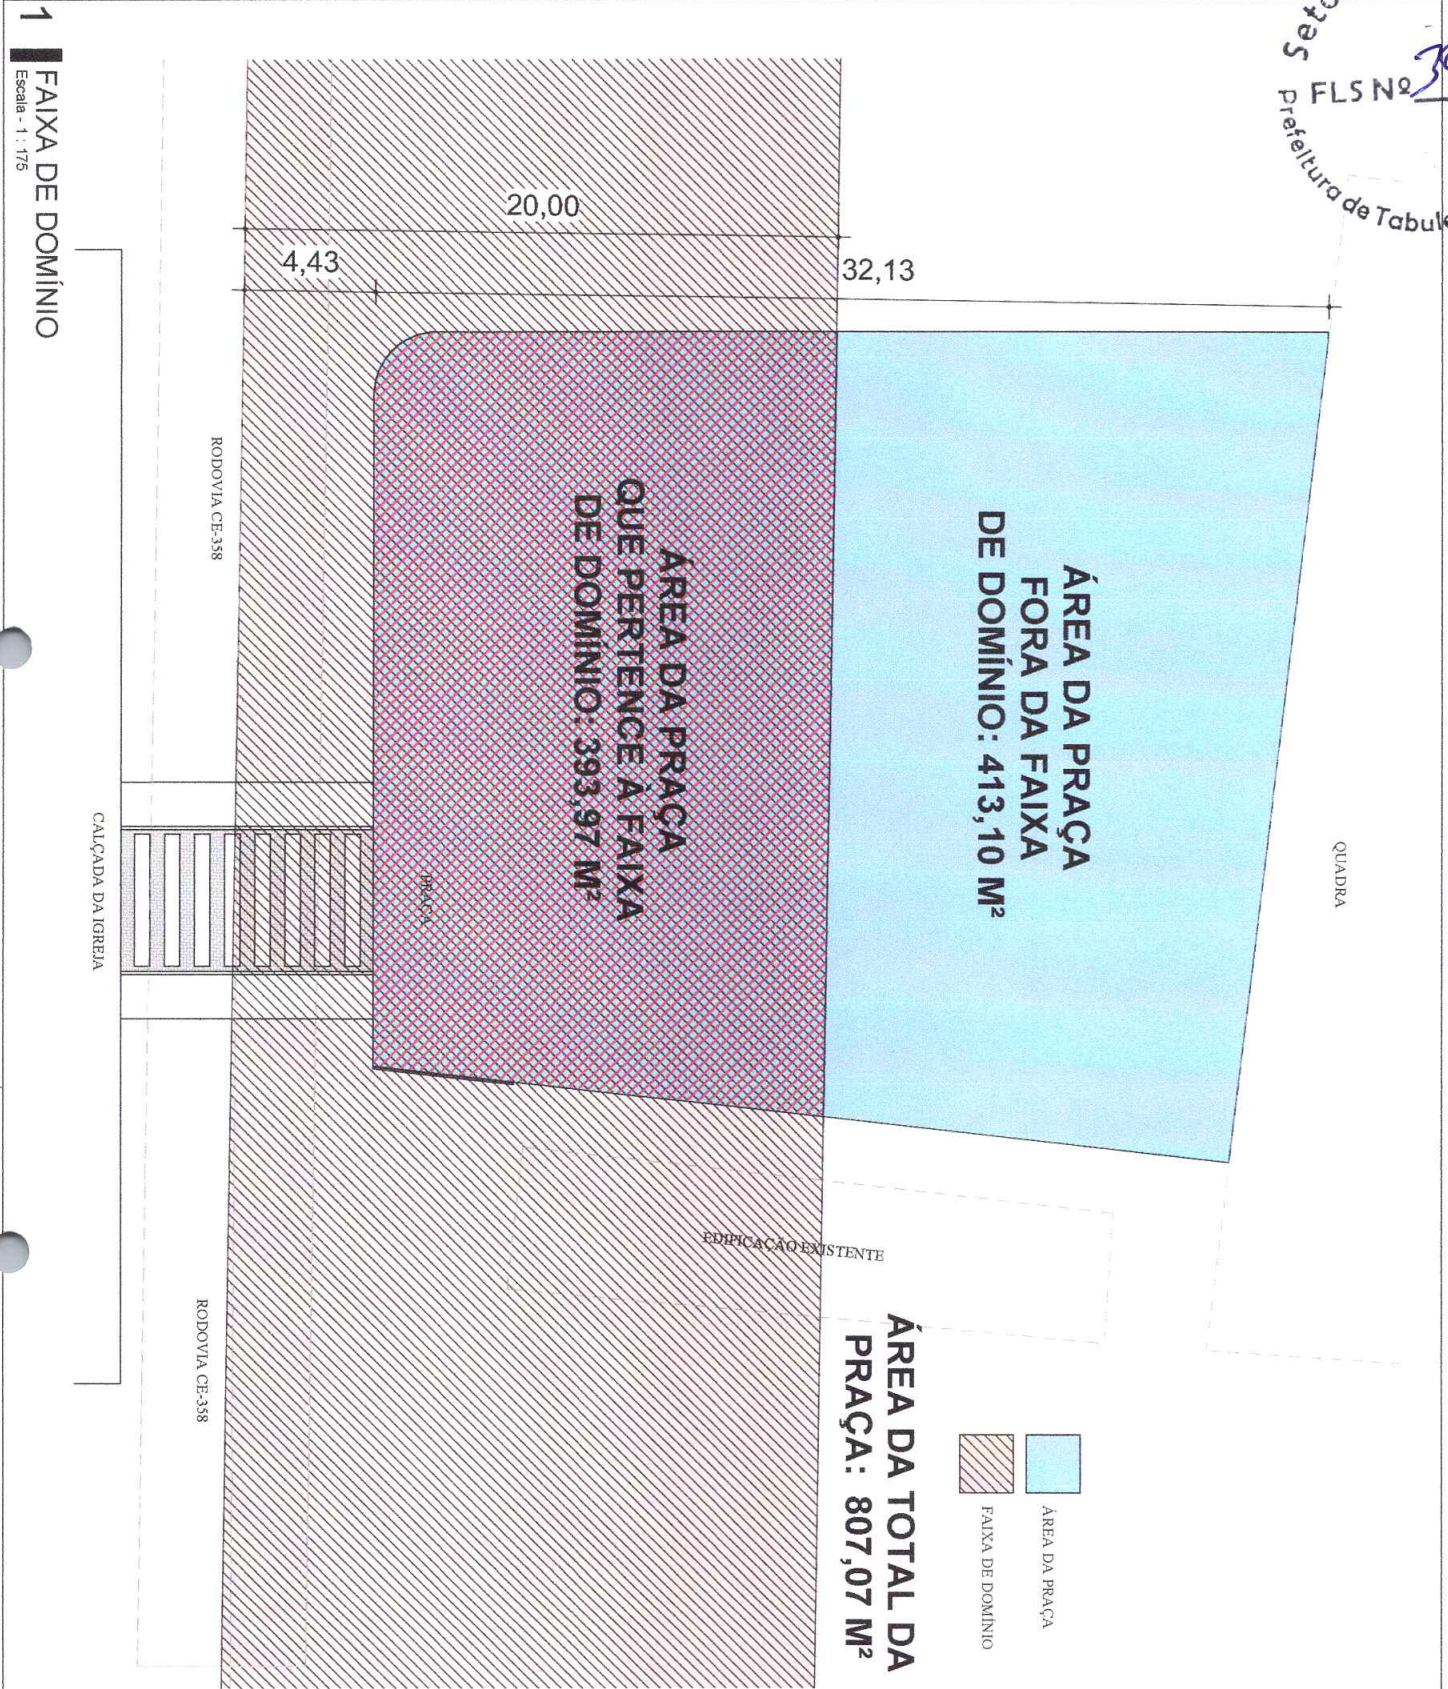 FLS Nº
Prefeitura de
1
FAIXA DE DOMÍNIO
Escala - 1 : 175
20,00
4,43
32,13
QUADRA
ÁREA DA PRAÇA
FORA DA FAIXA
DE DOMÍNIO: 413,10 M²
ÁREA DA PRAÇA
QUE PERTENCE À FAIXA
DE DOMÍNIO: 393,97 M²
PRAÇA
RODOVIA CE-358
CALÇADA DA IGREJA
EDIFICAÇÃO EXISTENTE
RODOVIA CE-358
ÁREA DA PRAÇA
FAIXA DE DOMÍNIO
ÁREA DA TOTAL DA
PRAÇA: 807,07 M²